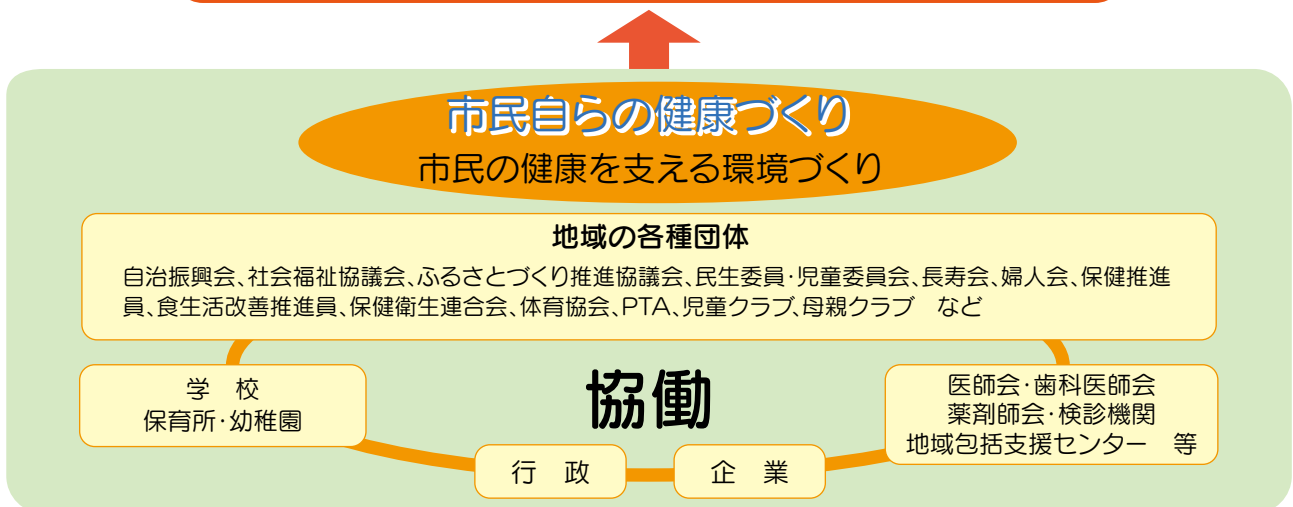 市民自らの健康づくり
市民の健康を支える環境づくり
地域の各種団体
自治振興会、社会福祉協議会、ふるさとづくり推進協議会、民生委員・児童委員会、長寿会、婦人会、保健推進
員、食生活改善推進員、保健衛生連合会、体育協会、PTA、児童クラブ、母親クラブ　など
学　校
保育所・幼稚園
協働
医師会・歯科医師会
薬剤師会・検診機関
地域包括支援センター　等
行　政
企　業